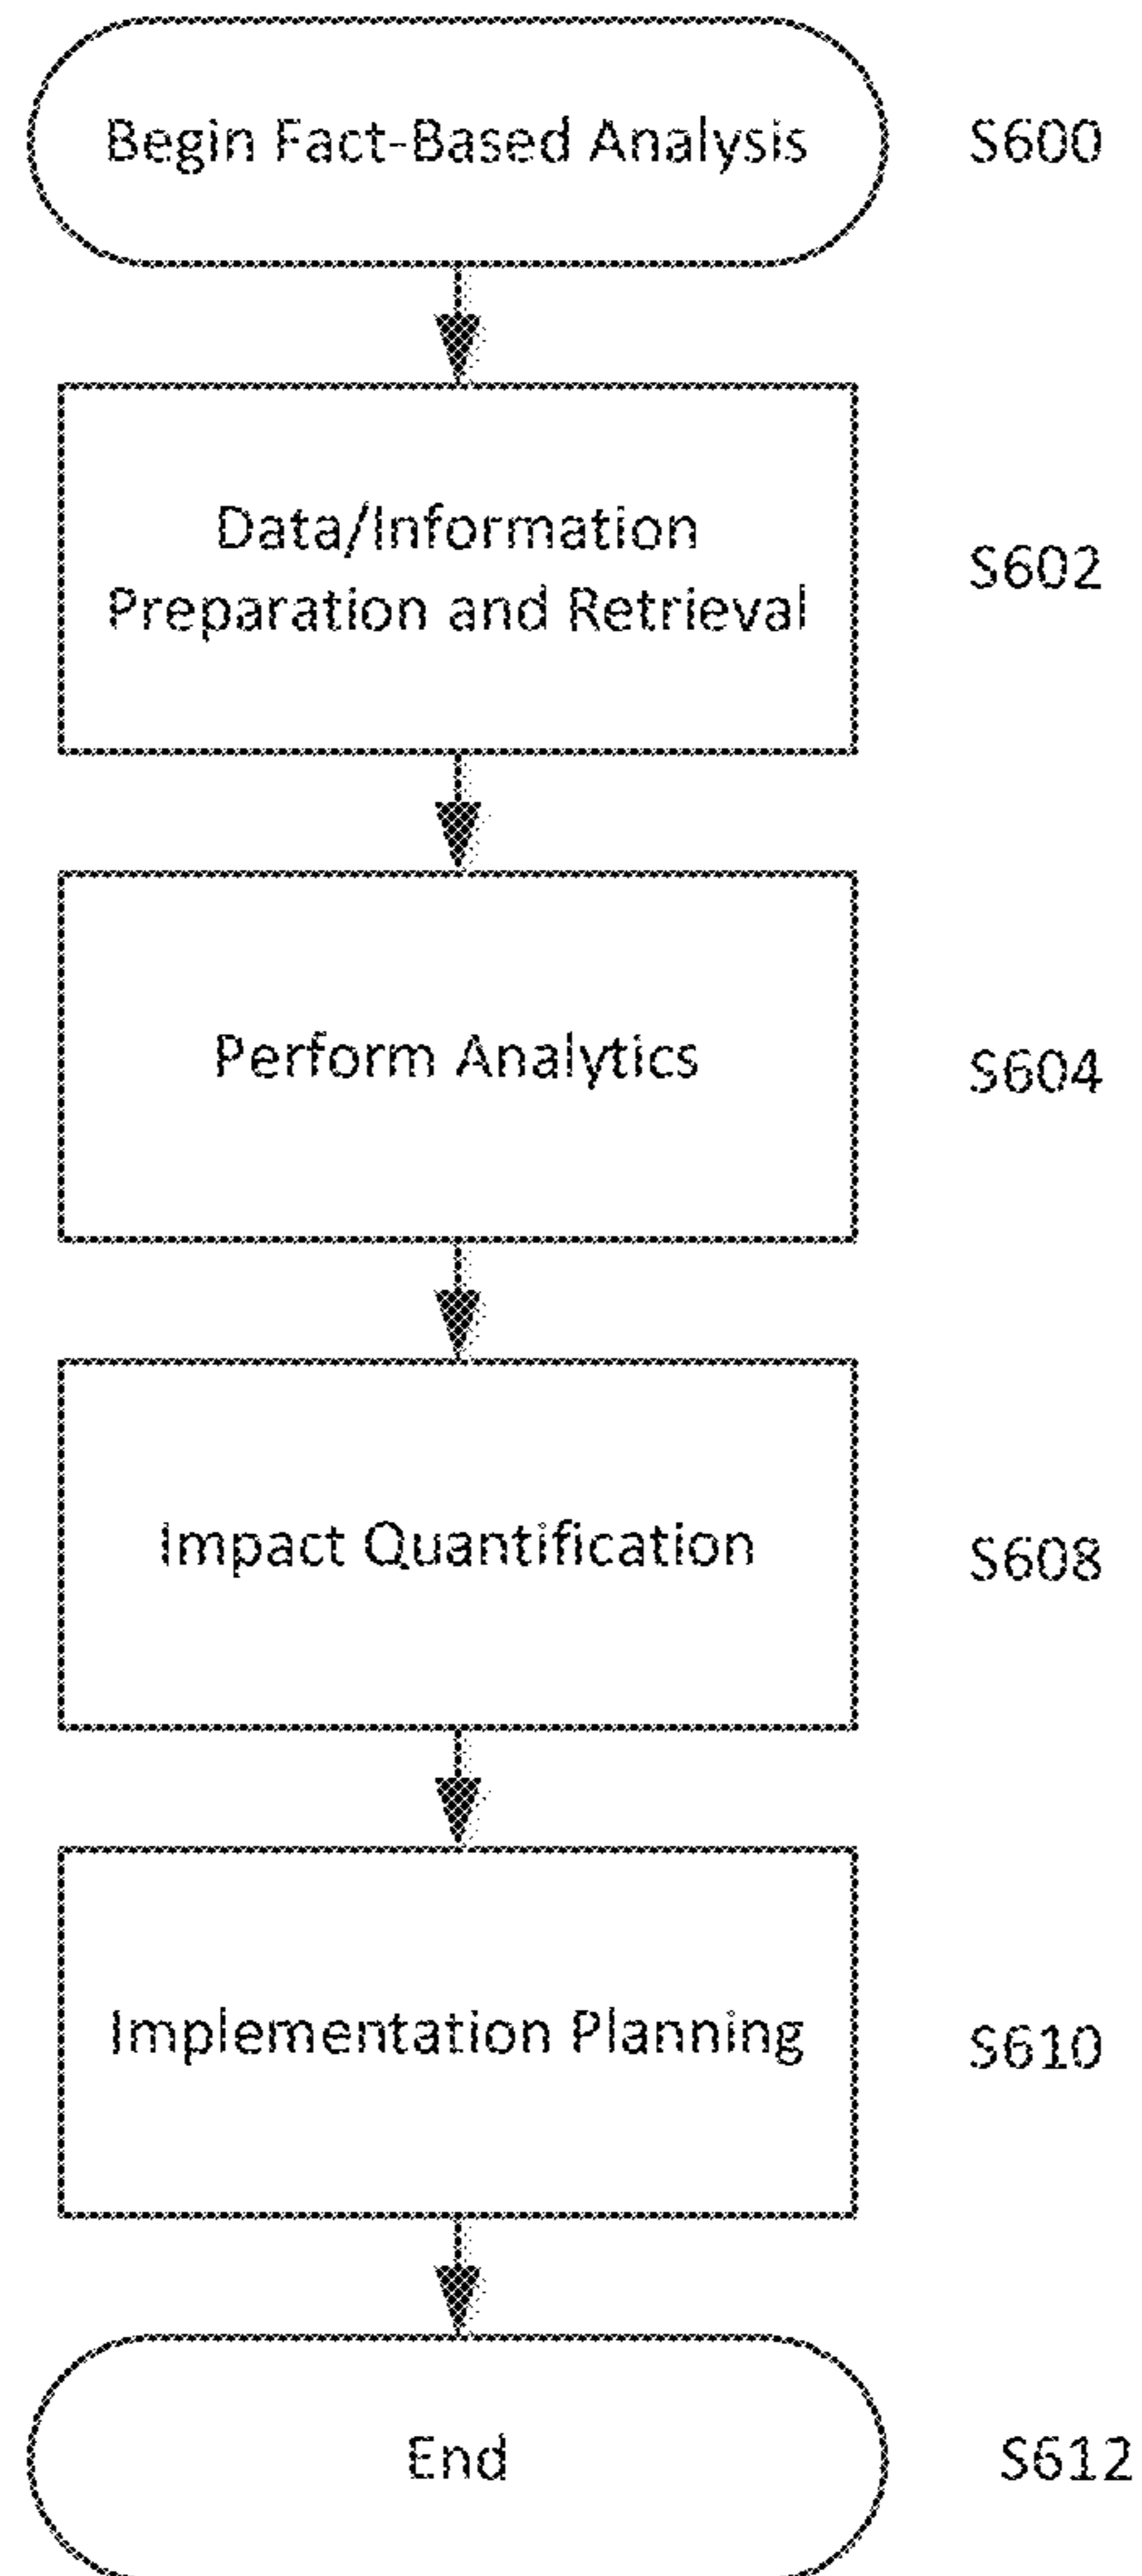 Begin Fact-Based Analysis
S600
Data/Information
Preparation and Retrieval
S602
Perform Analytics
S604
Impact Quantification
S608
Implementation Planning
S610
End
S612